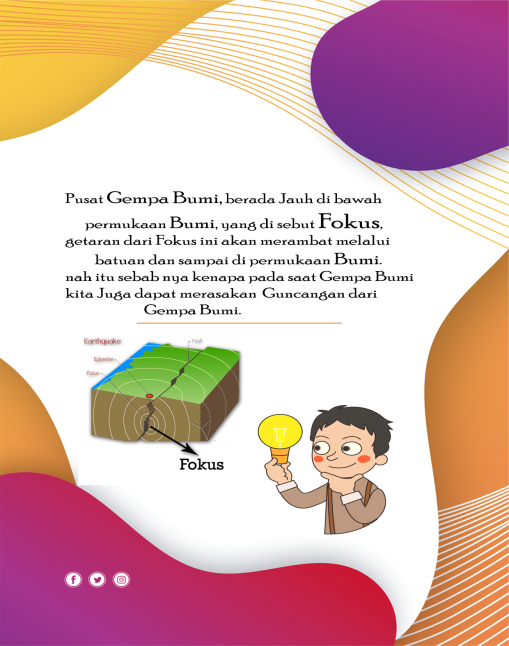 Pusat Gempa Bumi, berada Jauh di bawah
permukaan Bumi, yang di sebut Fokus,
getaran dari Fokus ini akan merambat melalui
batuan dan sampai di permukaan Bumi.
nah itu sebab nya kenapa pada saat Gempa Bumi
kita Juga dapat merasakan Guncangan dari
Gempa Bumi.
Earthquake
Fault
Epicenter
Focus
Fokus